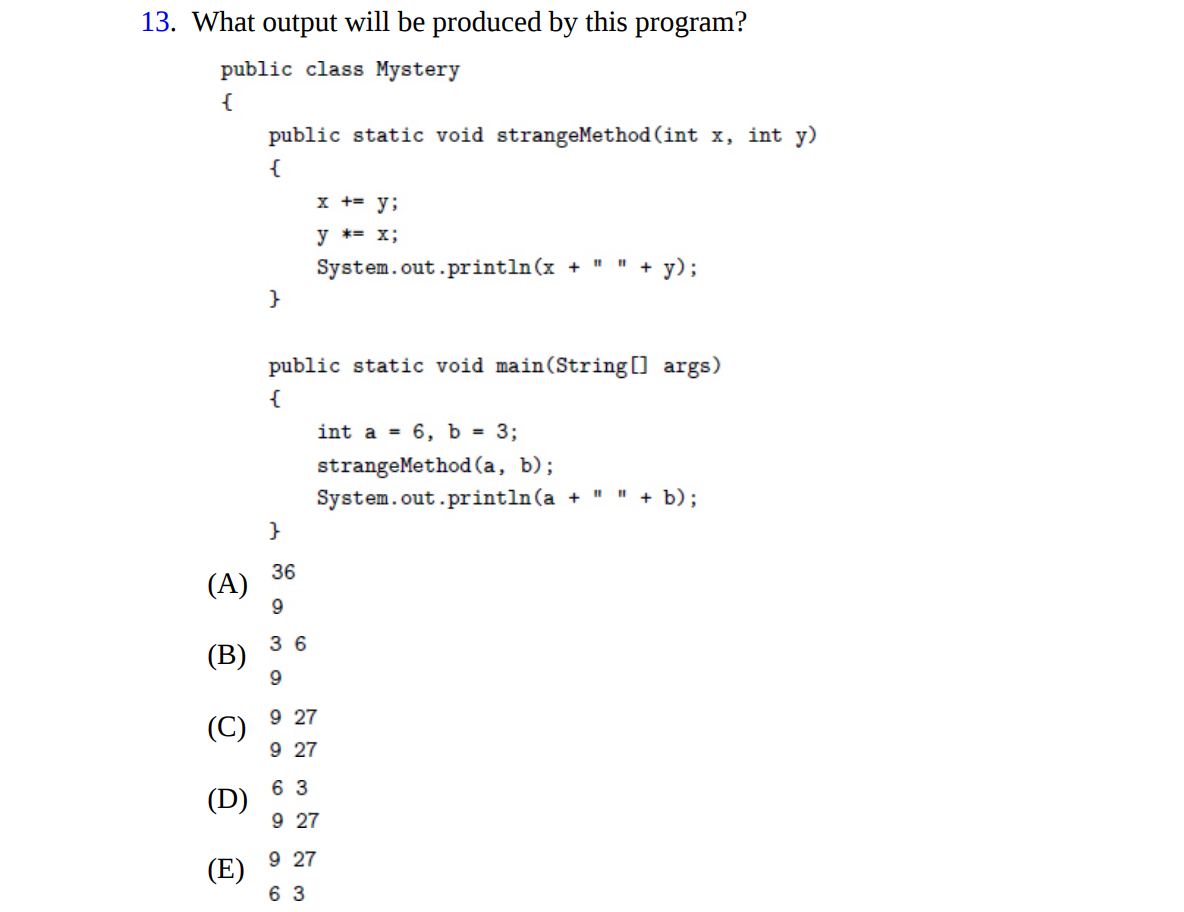 13. What output will be produced by this program?
public class Mystery
{
public static void strangeMethod(int x, int y)
{
x += y;
y *= x;
System.out.println(x + " " + y);
}
public static void main(String[] args)
{
int a = 6, b = 3;
strangeMethod(a, b);
System.out.println(a + " " + b);
}
(A) 36
9
(B) 3 6
9
(C) 9 27
9 27
(D) 6 3
9 27
(E) 9 27
6 3